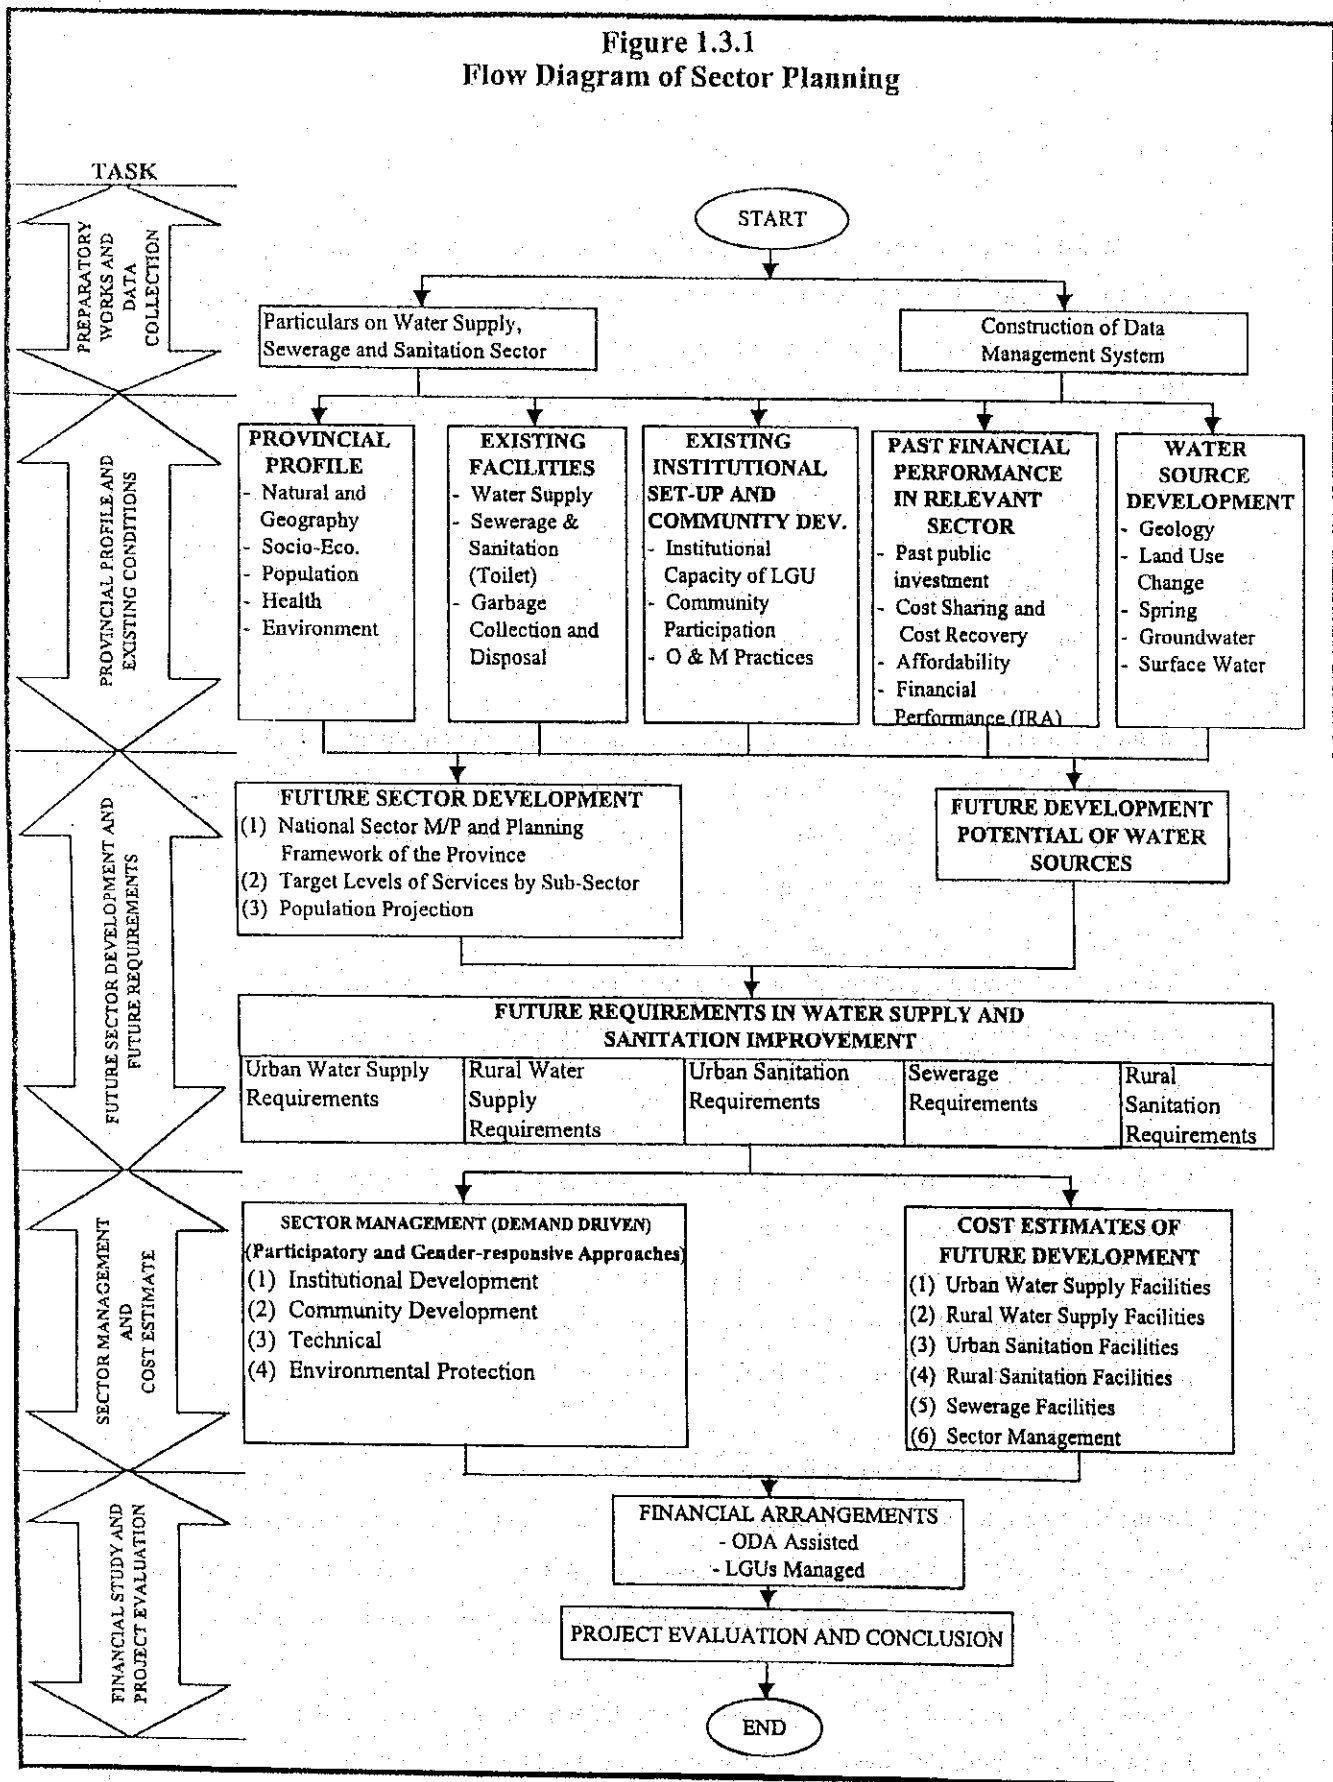 Figure 1.3.1
Flow Diagram of Sector Planning
TASK
PREPARATORY
WORKS AND
DATA
COLLECTION
START
Particulars on Water Supply,
Sewerage and Sanitation Sector
Construction of Data
Management System
PROVINCIAL PROFILE AND
EXISTING CONDITIONS
PROVINCIAL
PROFILE
- Natural and
Geography
- Socio-Eco.
- Population
- Health
- Environment
EXISTING
FACILITIES
- Water Supply
- Sewerage &
Sanitation
(Toilet)
- Garbage
Collection and
Disposal
EXISTING
INSTITUTIONAL
SET-UP AND
COMMUNITY DEV.
- Institutional
Capacity of LGU
- Community
Participation
- O & M Practices
PAST FINANCIAL
PERFORMANCE
IN RELEVANT
SECTOR
- Past public
investment
- Cost Sharing and
Cost Recovery
- Affordability
- Financial
Performance (IRA)
WATER
SOURCE
DEVELOPMENT
- Geology
- Land Use
Change
- Spring
- Groundwater
- Surface Water
FUTURE SECTOR DEVELOPMENT AND
FUTURE REQUIREMENTS
FUTURE SECTOR DEVELOPMENT
(1) National Sector M/P and Planning
Framework of the Province
(2) Target Levels of Services by Sub-Sector
(3) Population Projection
FUTURE DEVELOPMENT
POTENTIAL OF WATER
SOURCES
FUTURE REQUIREMENTS IN WATER SUPPLY AND
SANITATION IMPROVEMENT
Urban Water Supply
Requirements
Rural Water
Supply
Requirements
Urban Sanitation
Requirements
Sewerage
Requirements
Rural
Sanitation
Requirements
SECTOR MANAGEMENT
AND
COST ESTIMATE
SECTOR MANAGEMENT (DEMAND DRIVEN)
(Participatory and Gender-responsive Approaches)
(1) Institutional Development
(2) Community Development
(3) Technical
(4) Environmental Protection
COST ESTIMATES OF
FUTURE DEVELOPMENT
(1) Urban Water Supply Facilities
(2) Rural Water Supply Facilities
(3) Urban Sanitation Facilities
(4) Rural Sanitation Facilities
(5) Sewerage Facilities
(6) Sector Management
FINANCIAL STUDY AND
PROJECT EVALUATION
FINANCIAL ARRANGEMENTS
- ODA Assisted
- LGUs Managed
PROJECT EVALUATION AND CONCLUSION
END